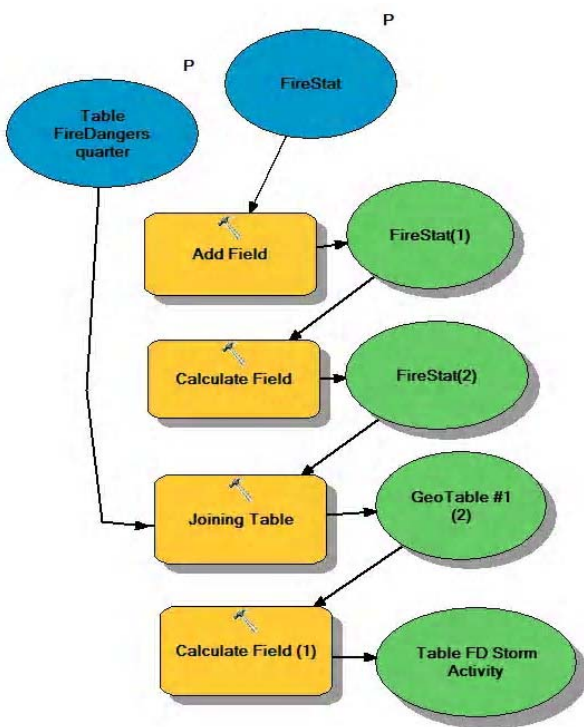 P
FireStat
P
Table
FireDangers
quarter
Add Field
FireStat(1)
Calculate Field
FireStat(2)
Joining Table
GeoTable #1
(2)
Calculate Field (1)
Table FD Storm
Activity